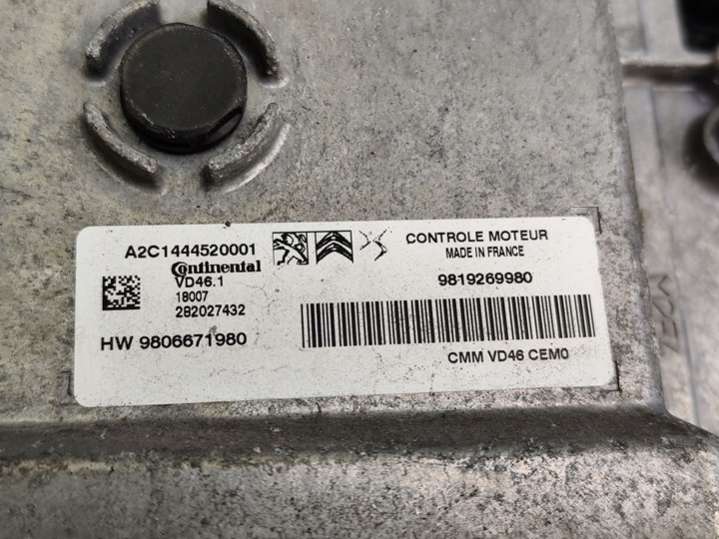 A2C1444520001
Continental
VD46.1
18007
282027432
HW 9806671980
CONTROLE MOTEUR
MADE IN FRANCE
9819269980
CMM VD46 CEM0